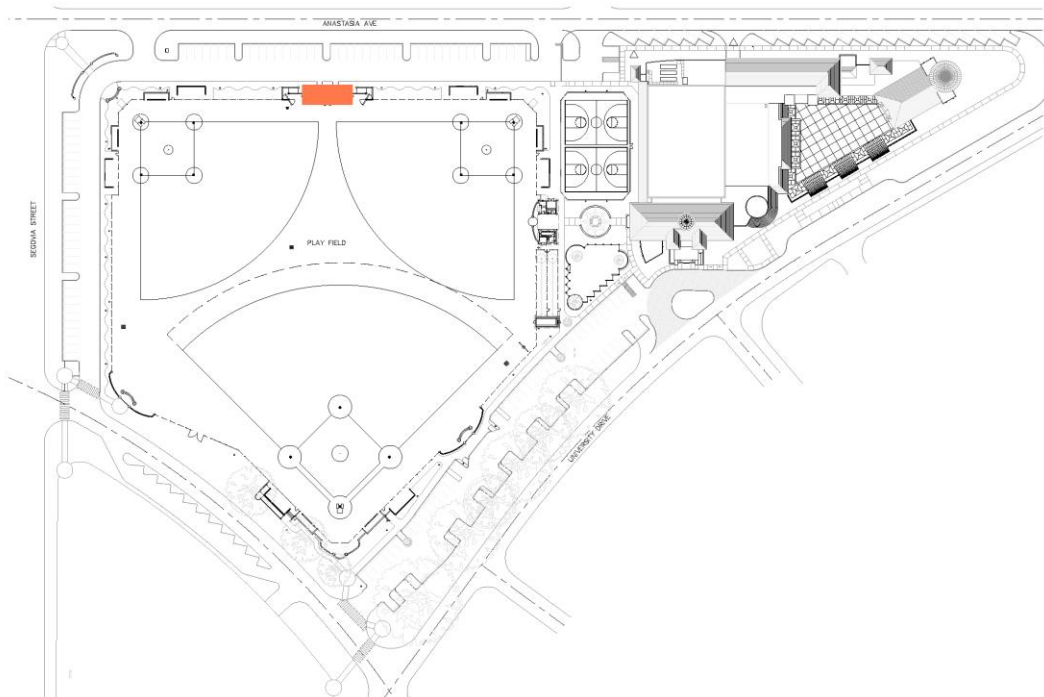 ANASTASIA AVE
SEGOVIA STREET
PLAY FIELD
UNIVERSITY DRIVE